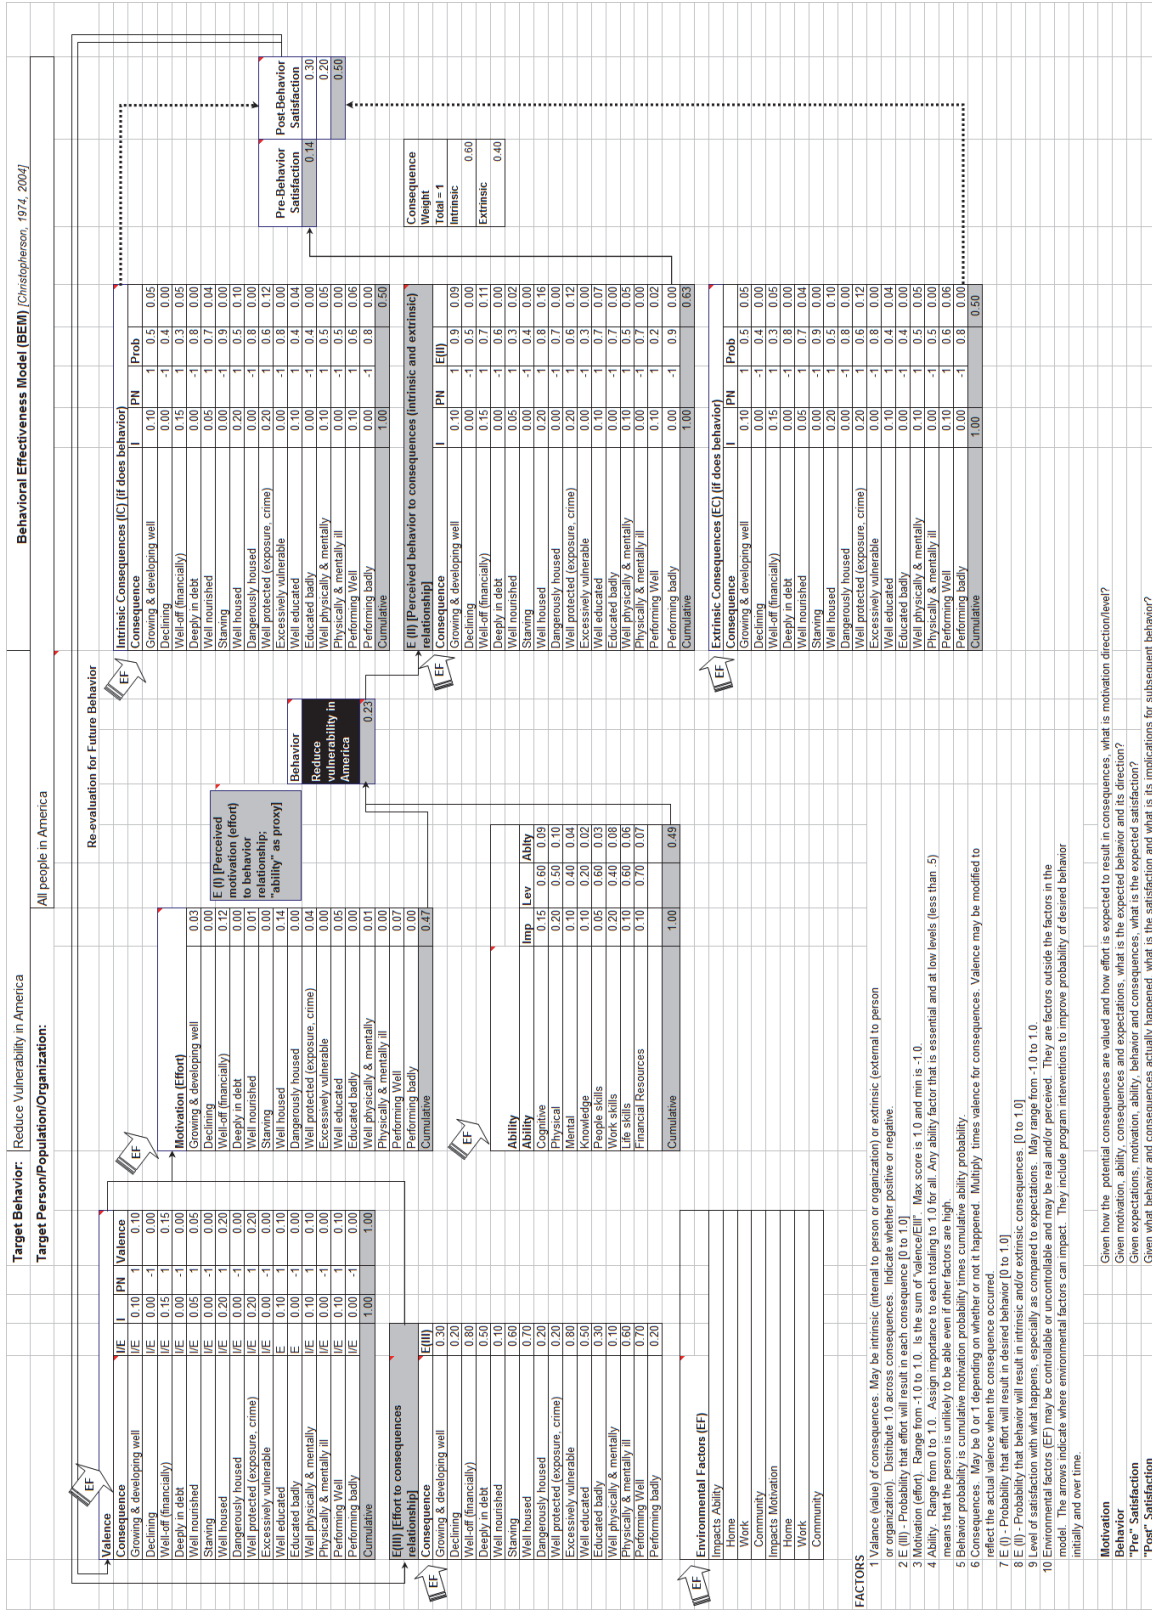 Target Behavior: Reduce Vulnerability in America
Behavioral Effectiveness Model (BEM) [Christopherson, 1974, 2004]
Target Person/Population/Organization: All people in America
Re-evaluation for Future Behavior
EF
Valence
Consequence I/E I PN Valence
Growing & developing well I/E 0.10 1 0.10
Declining I/E 0.00 -1 0.00
Well-off (financially) I/E 0.15 1 0.15
Deeply in debt I/E 0.00 -1 0.00
Well nourished I/E 0.05 1 0.05
Starving I/E 0.00 -1 0.00
Well housed I/E 0.20 1 0.20
Dangerously housed I/E 0.00 -1 0.00
Well protected (exposure, crime) I/E 0.20 1 0.20
Excessively vulnerable I/E 0.00 -1 0.00
Well educated E 0.10 1 0.10
Educated badly E 0.00 -1 0.00
Well physically & mentally I/E 0.10 1 0.10
Physically & mentally ill I/E 0.00 -1 0.00
Performing Well I/E 0.10 1 0.10
Performing badly I/E 0.00 -1 0.00
Cumulative 1.00 1.00
E(III) [Effort to consequences
relationship]
EF
Consequence E(III)
Growing & developing well 0.30
Declining 0.20
Well-off (financially) 0.80
Deeply in debt 0.50
Well nourished 0.10
Starving 0.60
Well housed 0.70
Dangerously housed 0.20
Well protected (exposure, crime) 0.20
Excessively vulnerable 0.80
Well educated 0.50
Educated badly 0.30
Well physically & mentally 0.10
Physically & mentally ill 0.60
Performing Well 0.70
Performing badly 0.20
EF
Environmental Factors (EF)
Impacts Ability
Home
Work
Community
Impacts Motivation
Home
Work
Community
EF
Motivation (Effort)
Growing & developing well 0.03
Declining 0.00
Well-off (financially) 0.12
Deeply in debt 0.00
Well nourished 0.01
Starving 0.00
Well housed 0.14
Dangerously housed 0.00
Well protected (exposure, crime) 0.04
Excessively vulnerable 0.00
Well educated 0.05
Educated badly 0.00
Well physically & mentally 0.01
Physically & mentally ill 0.00
Performing Well 0.07
Performing badly 0.00
Cumulative 0.47
EF
Ability
Ability Imp Lev Ablty
Cognitive 0.15 0.60 0.09
Physical 0.20 0.50 0.10
Mental 0.10 0.40 0.04
Knowledge 0.10 0.20 0.02
People skills 0.05 0.60 0.03
Work skills 0.20 0.40 0.08
Life skills 0.10 0.60 0.06
Financial Resources 0.10 0.70 0.07
Cumulative 1.00 0.49
E (I) [Perceived
motivation (effort)
to behavior
relationship;
"ability" as proxy]
Behavior
Reduce
vulnerability in
America
0.23
EF
Intrinsic Consequences (IC) (if does behavior)
Consequence I PN Prob
Growing & developing well 0.10 1 0.5 0.05
Declining 0.00 -1 0.4 0.00
Well-off (financially) 0.15 1 0.3 0.05
Deeply in debt 0.00 -1 0.8 0.00
Well nourished 0.05 1 0.7 0.04
Starving 0.00 -1 0.9 0.00
Well housed 0.20 1 0.5 0.10
Dangerously housed 0.00 -1 0.8 0.00
Well protected (exposure, crime) 0.20 1 0.6 0.12
Excessively vulnerable 0.00 -1 0.8 0.00
Well educated 0.10 1 0.4 0.04
Educated badly 0.00 -1 0.4 0.00
Well physically & mentally 0.10 1 0.5 0.05
Physically & mentally ill 0.00 -1 0.5 0.00
Performing Well 0.10 1 0.6 0.06
Performing badly 0.00 -1 0.8 0.00
Cumulative 1.00 0.50
E (II) [Perceived behavior to consequences (intrinsic and extrinsic)
relationship]
EF
Consequence I PN E(II)
Growing & developing well 0.10 1 0.9 0.09
Declining 0.00 -1 0.5 0.00
Well-off (financially) 0.15 1 0.7 0.11
Deeply in debt 0.00 -1 0.6 0.00
Well nourished 0.05 1 0.3 0.02
Starving 0.00 -1 0.4 0.00
Well housed 0.20 1 0.8 0.16
Dangerously housed 0.00 -1 0.7 0.00
Well protected (exposure, crime) 0.20 1 0.6 0.12
Excessively vulnerable 0.00 -1 0.3 0.00
Well educated 0.10 1 0.7 0.07
Educated badly 0.00 -1 0.7 0.00
Well physically & mentally 0.10 1 0.5 0.05
Physically & mentally ill 0.00 -1 0.7 0.00
Performing Well 0.10 1 0.2 0.02
Performing badly 0.00 -1 0.9 0.00
Cumulative 1.00 0.63
EF
Extrinsic Consequences (EC) (if does behavior)
Consequence I PN Prob
Growing & developing well 0.10 1 0.5 0.05
Declining 0.00 -1 0.4 0.00
Well-off (financially) 0.15 1 0.3 0.05
Deeply in debt 0.00 -1 0.8 0.00
Well nourished 0.05 1 0.7 0.04
Starving 0.00 -1 0.9 0.00
Well housed 0.20 1 0.5 0.10
Dangerously housed 0.00 -1 0.8 0.00
Well protected (exposure, crime) 0.20 1 0.6 0.12
Excessively vulnerable 0.00 -1 0.8 0.00
Well educated 0.10 1 0.4 0.04
Educated badly 0.00 -1 0.4 0.00
Well physically & mentally 0.10 1 0.5 0.05
Physically & mentally ill 0.00 -1 0.5 0.00
Performing Well 0.10 1 0.6 0.06
Performing badly 0.00 -1 0.8 0.00
Cumulative 1.00 0.50
Pre-Behavior
Satisfaction
0.14
Post-Behavior
Satisfaction
0.30
0.20
0.50
Consequence
Weight
Total = 1
Intrinsic 0.60
Extrinsic 0.40
FACTORS
1 Valance (value) of consequences. May be intrinsic (internal to person or organization) or extrinsic (external to person
or organization). Distribute 1.0 across consequences. Indicate whether positive or negative.
2 E (III) - Probability that effort will result in each consequence [0 to 1.0]
3 Motivation (effort). Range from -1.0 to 1.0. Is the sum of "valence/EIII". Max score is 1.0 and min is -1.0.
4 Ability. Range from 0 to 1.0. Assign importance to each totaling to 1.0 for all. Any ability factor that is essential and at low levels (less than .5)
means that the person is unlikely to be able even if other factors are high.
5 Behavior probability is cumulative motivation probability times cumulative ability probability.
6 Consequences. May be 0 or 1 depending on whether or not it happened. Multiply times valence for consequences. Valence may be modified to
reflect the actual valence when the consequence occurred.
7 E (I) - Probability that effort will result in desired behavior [0 to 1.0]
8 E (II) - Probability that behavior will result in intrinsic and/or extrinsic consequences. [0 to 1.0]
9 Level of satisfaction with what happens, especially as compared to expectations. May range from -1.0 to 1.0.
10 Environmental factors (EF) may be controllable or uncontrollable and may be real and/or perceived. They are factors outside the factors in the
model. The arrows indicate where environmental factors can impact. They include program interventions to improve probability of desired behavior
initially and over time.
Motivation Given how the potential consequences are valued and how effort is expected to result in consequences, what is motivation direction/level?
Behavior Given motivation, ability, consequences and expectations, what is the expected behavior and its direction?
"Pre" Satisfaction Given expectations, motivation, ability, behavior and consequences, what is the expected satisfaction?
"Post" Satisfaction Given what behavior and consequences actually happened, what is the satisfaction and what is its implications for subsequent behavior?